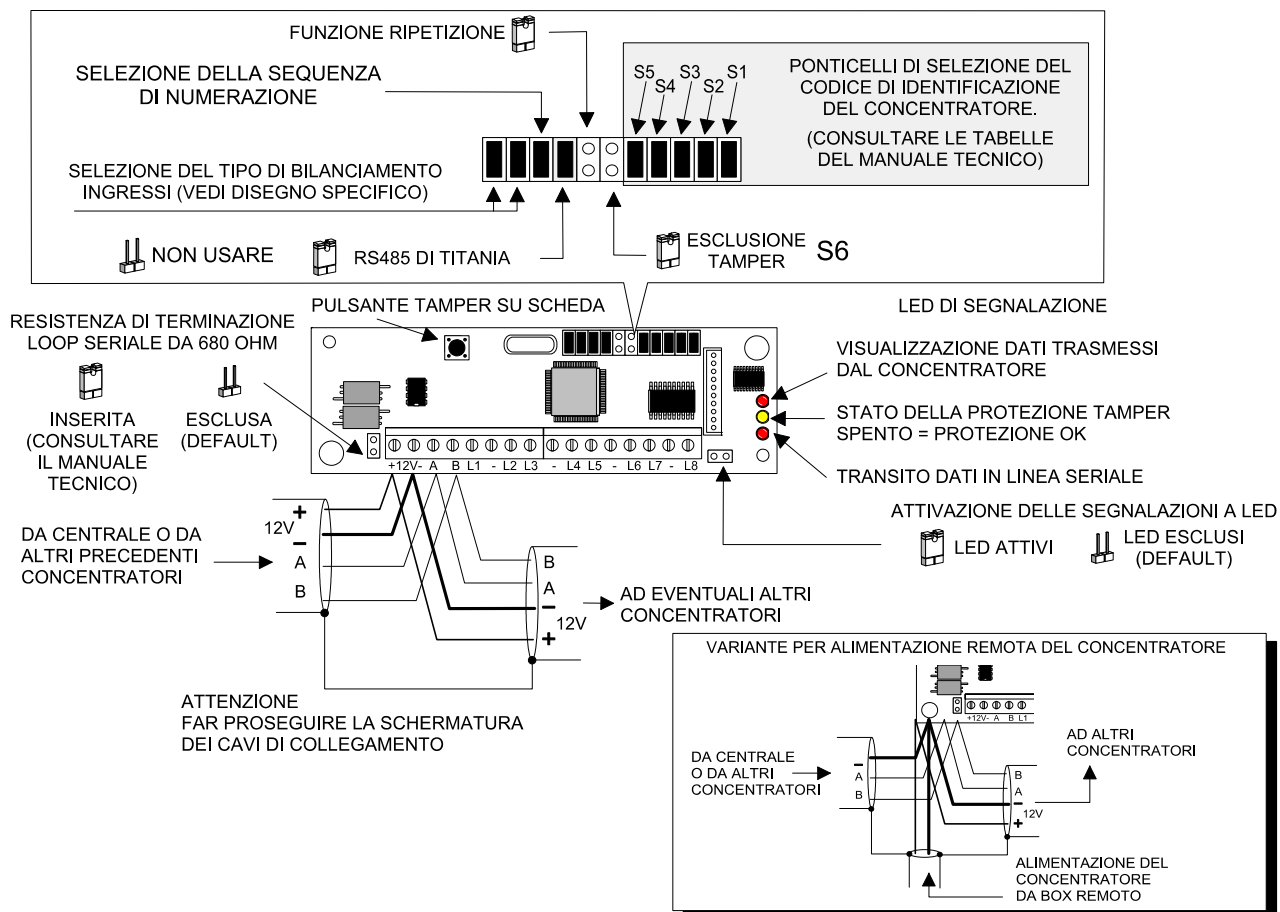 FUNZIONE RIPETIZIONE
SELEZIONE DELLA SEQUENZA
DI NUMERAZIONE
S5
S4
S3
S2
S1
PONTICELLI DI SELEZIONE DEL
CODICE DI IDENTIFICAZIONE
DEL CONCENTRATORE.
(CONSULTARE LE TABELLE
DEL MANUALE TECNICO)
SELEZIONE DEL TIPO DI BILANCIAMENTO
INGRESSI (VEDI DISEGNO SPECIFICO)
NON USARE
RS485 DI TITANIA
ESCLUSIONE
TAMPER
S6
PULSANTE TAMPER SU SCHEDA
LED DI SEGNALAZIONE
RESISTENZA DI TERMINAZIONE
LOOP SERIALE DA 680 OHM
INSERITA
(CONSULTARE
IL MANUALE
TECNICO)
ESCLUSA
(DEFAULT)
VISUALIZZAZIONE DATI TRASMESSI
DAL CONCENTRATORE
STATO DELLA PROTEZIONE TAMPER
SPENTO = PROTEZIONE OK
TRANSITO DATI IN LINEA SERIALE
+12V- A B L1 - L2 L3 - L4 L5 - L6 L7 - L8
ATTIVAZIONE DELLE SEGNALAZIONI A LED
LED ATTIVI
LED ESCLUSI
(DEFAULT)
DA CENTRALE O DA
ALTRI PRECEDENTI
CONCENTRATORI
+
12V
-
A
B
B
A
-
12V
+
AD EVENTUALI ALTRI
CONCENTRATORI
ATTENZIONE
FAR PROSEGUIRE LA SCHERMATURA
DEI CAVI DI COLLEGAMENTO
VARIANTE PER ALIMENTAZIONE REMOTA DEL CONCENTRATORE
+12V- A B L1
DA CENTRALE
O DA ALTRI
CONCENTRATORI
-
A
B
B
A
-
12V
+
AD ALTRI
CONCENTRATORI
ALIMENTAZIONE DEL
CONCENTRATORE
DA BOX REMOTO